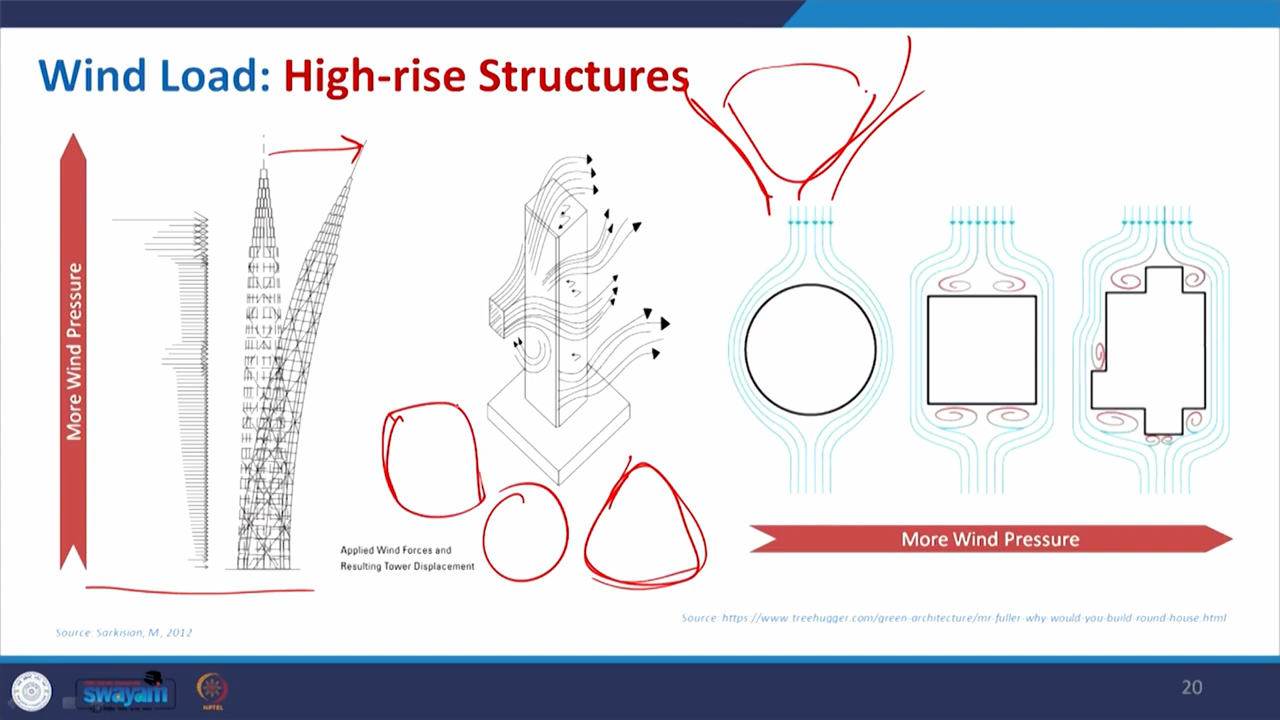 Wind Load: High-rise Structures
More Wind Pressure
Applied Wind Forces and
Resulting Tower Displacement
More Wind Pressure
Source: Sarkisian, M, 2012
Source: https://www.treehugger.com/green-architecture/mr-fuller-why-would-you-build-round-house.html
swayam
NPTEL
20